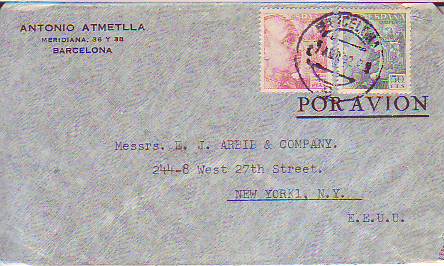 ANTONIO ATMETLLA
MERIDIANA, 36 Y 38
BARCELONA
BARCELONA
ESPAÑA
50
CTS
POR AVION
Messrs. E. J. ARBIB & COMPANY.
244-8 West 27th Street.
NEW YORK1, N.Y.
E.E.U.U.